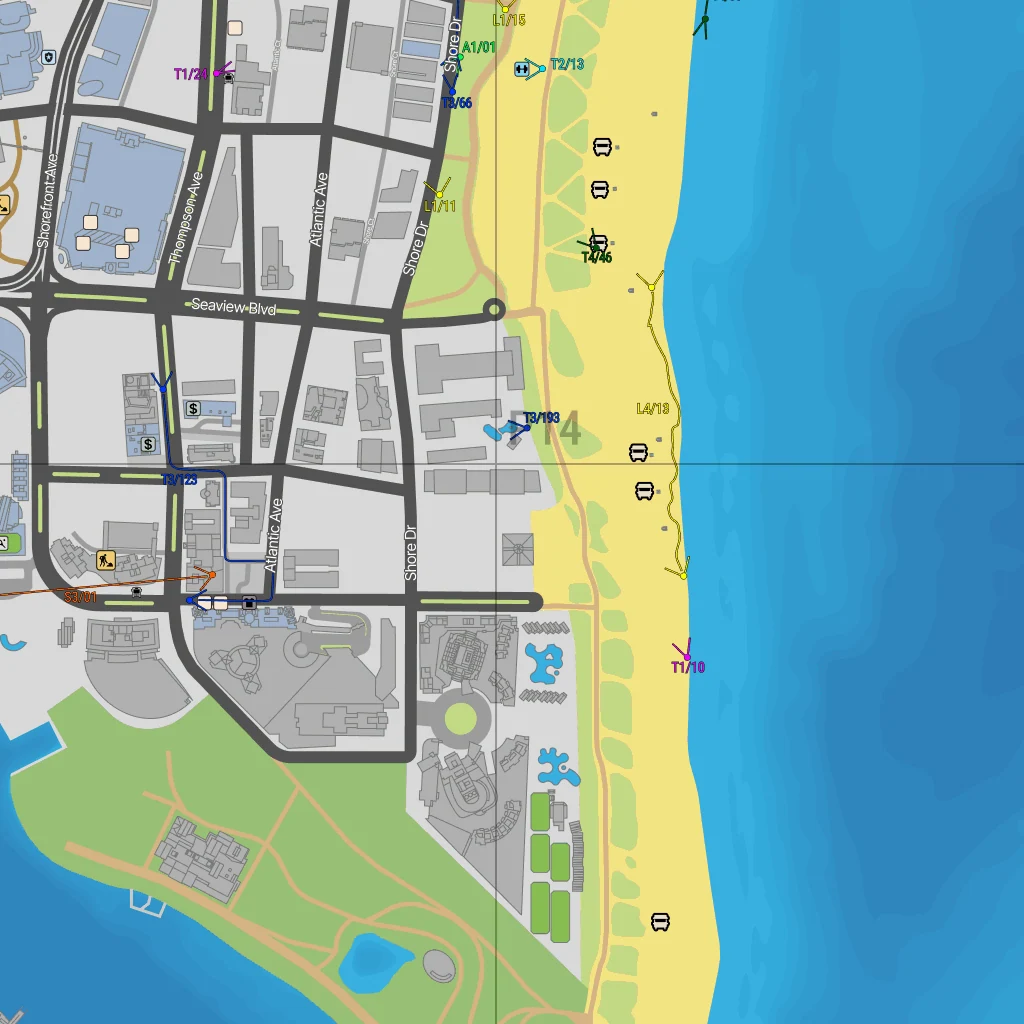 L1/15
Shore Dr
A1/01
T2/13
T1/24
T3/66
Shorefront Ave
Thompson Ave
Atlantic Ave
L1/11
Shore Dr
T4/46
Seaview Blvd
L4/13
T3/193
T3/123
Atlantic Ave
Shore Dr
S3/01
T1/10